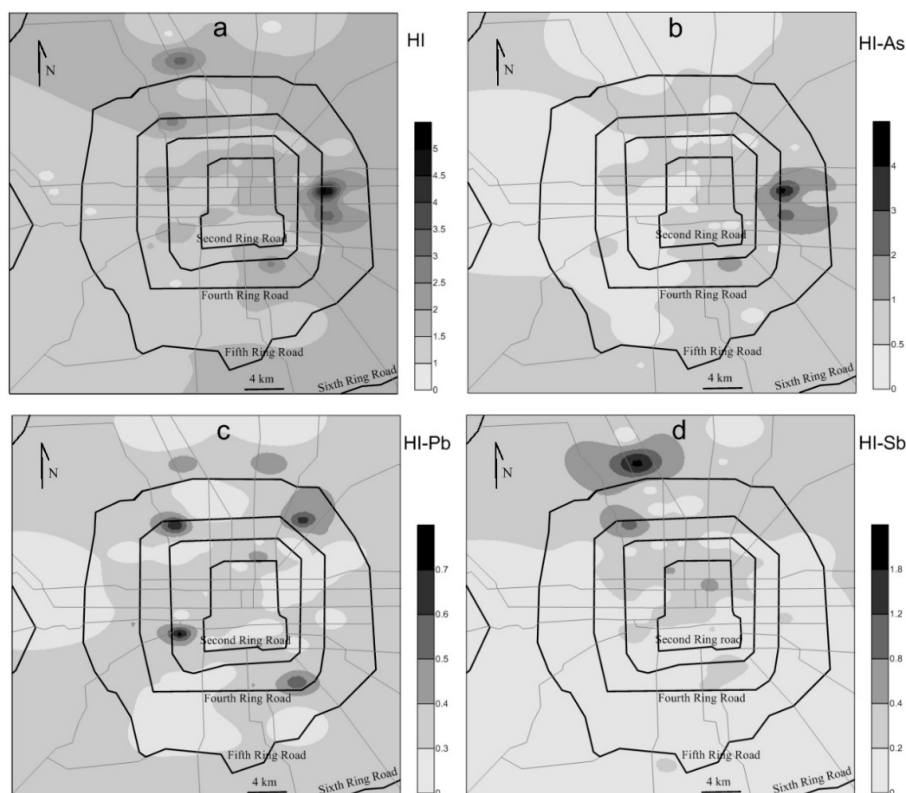 a
HI
N
5
4.5
4
3.5
3
2.5
2
1.5
1
0
Second Ring Road
Fourth Ring Road
Fifth Ring Road
4 km
Sixth Ring Road
b
HI-As
N
4
3
2
1
0.5
0
Second Ring Road
Fourth Ring Road
Fifth Ring Road
4 km
Sixth Ring Road
c
HI-Pb
N
0.7
0.6
0.5
0.4
0.3
Second Ring Road
Fourth Ring Road
Fifth Ring Road
4 km
Sixth Ring Road
d
HI-Sb
N
1.8
1.2
0.8
0.4
0.2
0
Second Ring road
Fourth Ring Road
Fifth Ring Road
4 km
Sixth Ring Road